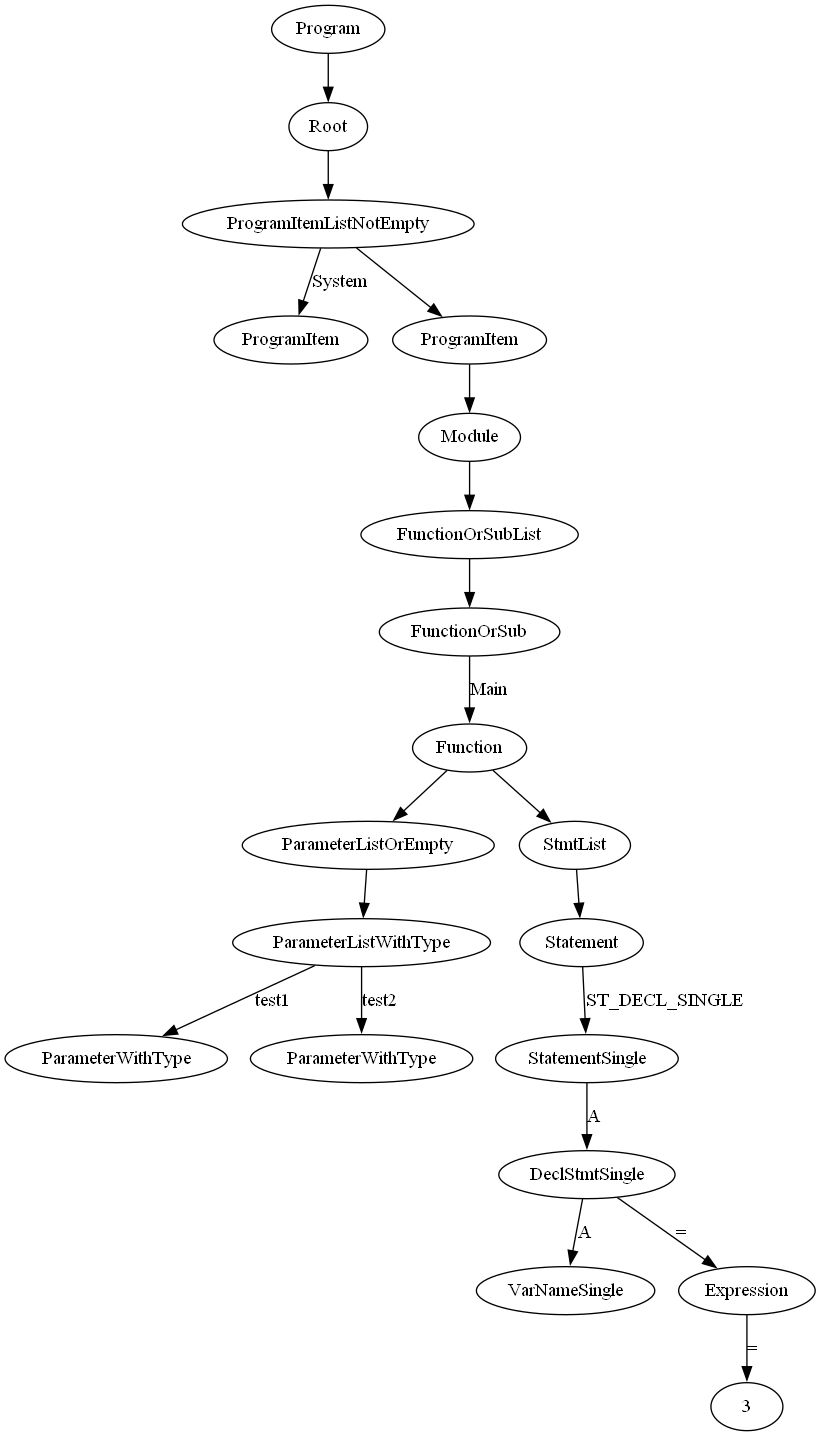 Program
Root
ProgramItemListNotEmpty
System
ProgramItem
ProgramItem
Module
FunctionOrSubList
FunctionOrSub
Main
Function
ParameterListOrEmpty
StmtList
ParameterListWithType
Statement
test1
test2
ST_DECL_SINGLE
ParameterWithType
ParameterWithType
StatementSingle
A
DeclStmtSingle
A
=
VarNameSingle
Expression
=
3